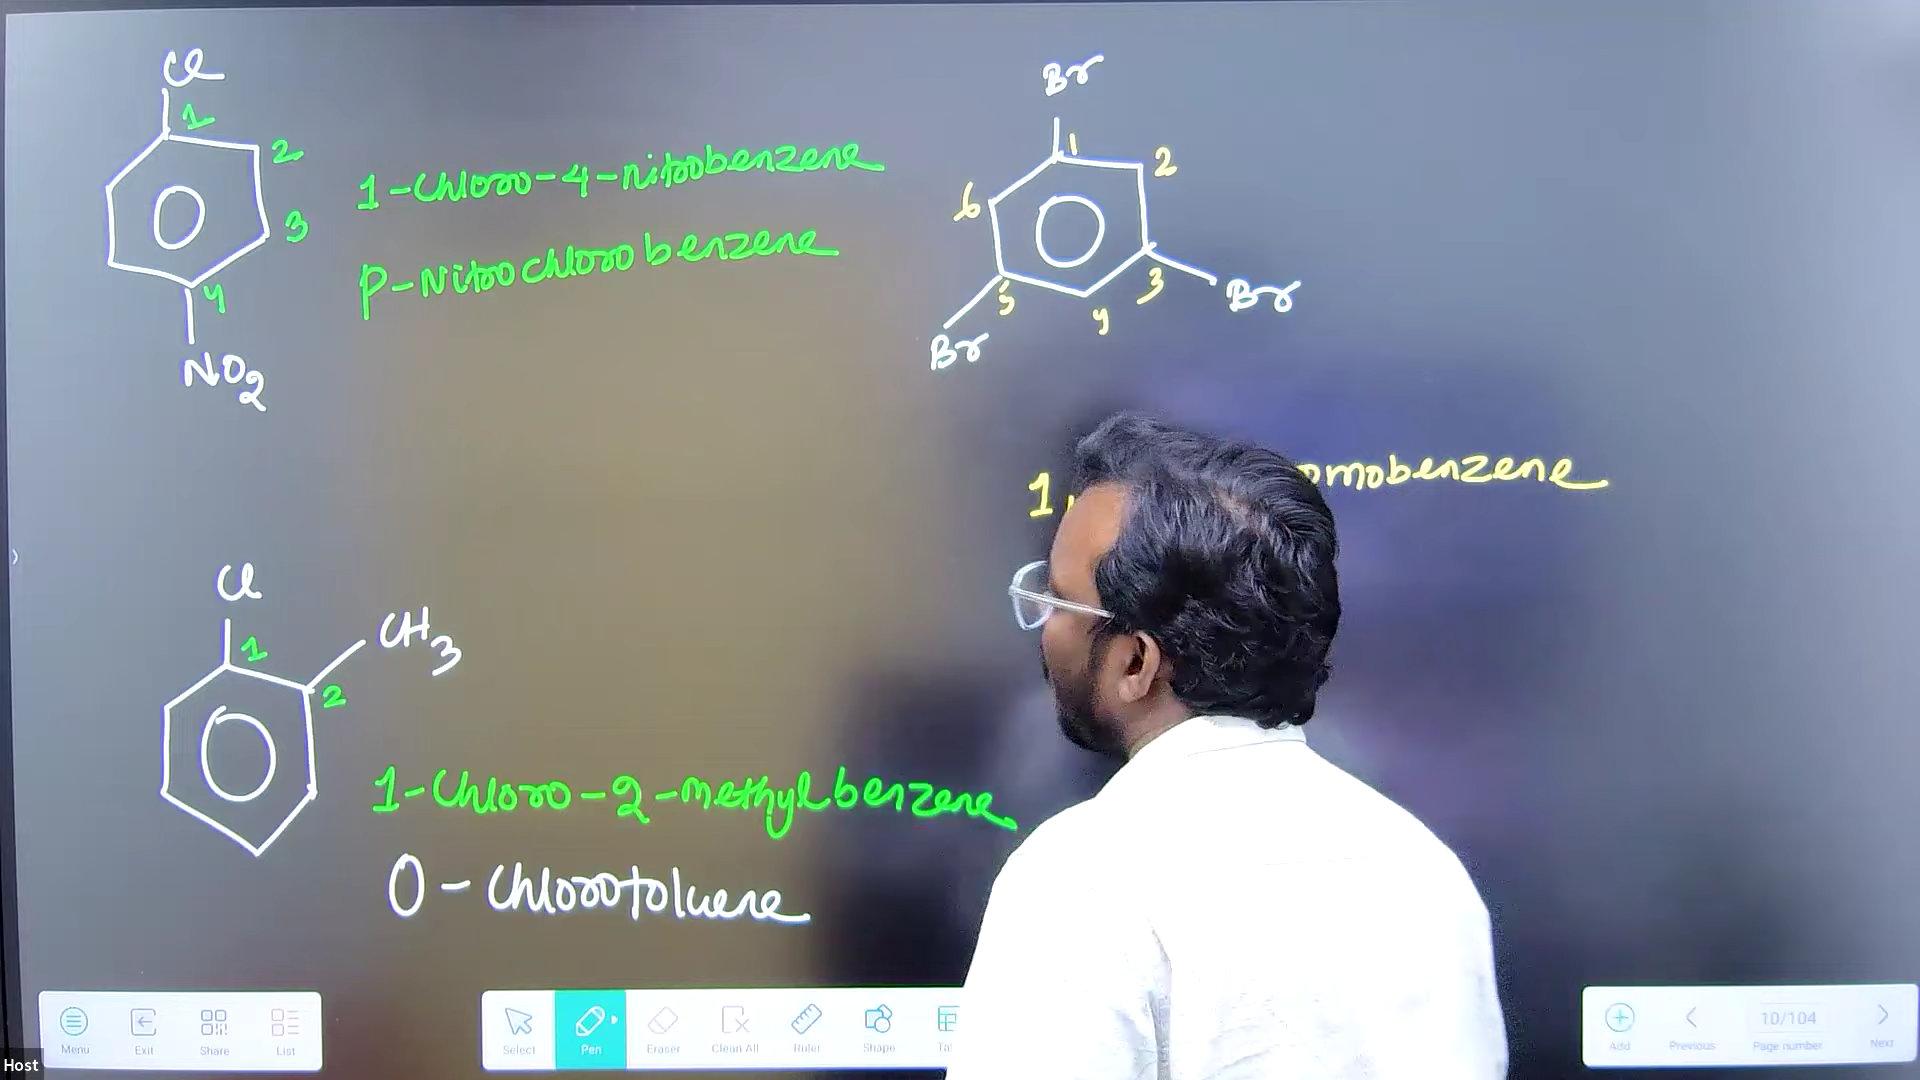 Cl
1
2
3
4
NO2
1-Chloro-4-nitrobenzene
P-Nitrochlorobenzene
Br
1
2
6
3
5
4
Br
Br
1,
omobenzene
Cl
1
CH3
2
1-Chloro-2-methylbenzene
O-Chlorotoluene
Menu
Exit
Share
List
Select
Pen
Eraser
Clean All
Ruler
Shape
Add
Previous
10/104
Page number
Next
Host